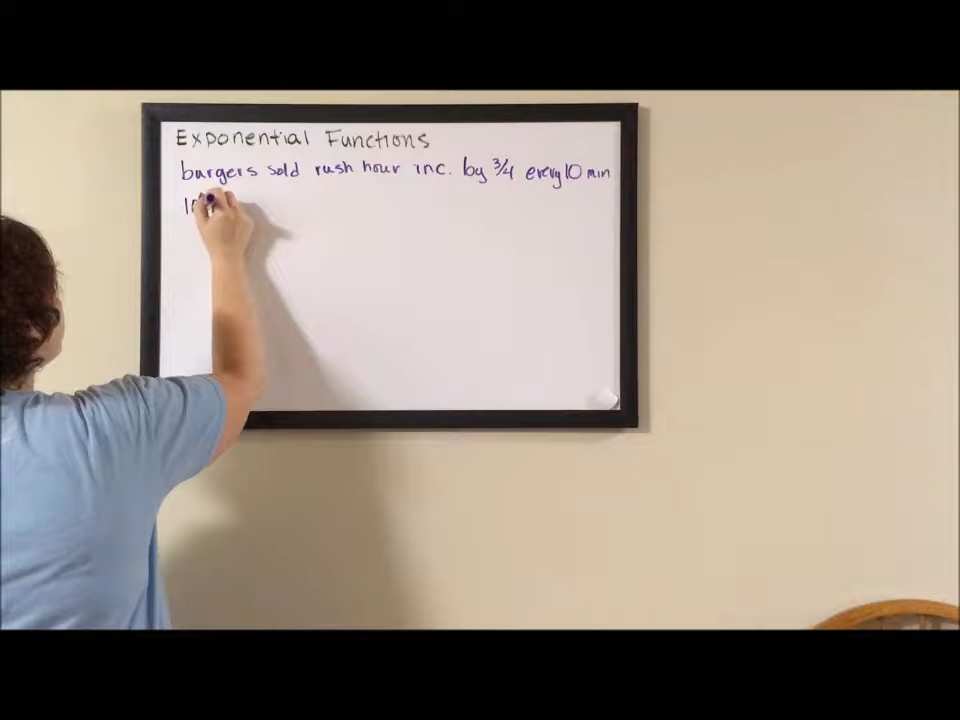 Exponential Functions
burgers sold rush hour inc. by 3/4 every 10 min